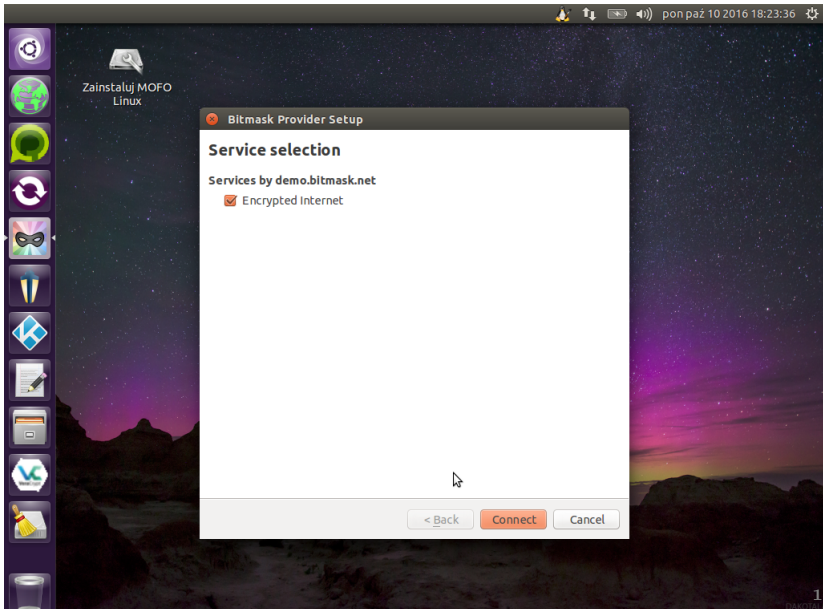 pon paź 10 2016 18:23:36
Zainstaluj MOFO
Linux
Bitmask Provider Setup
Service selection
Services by demo.bitmask.net
Encrypted Internet
< Back
Connect
Cancel
1